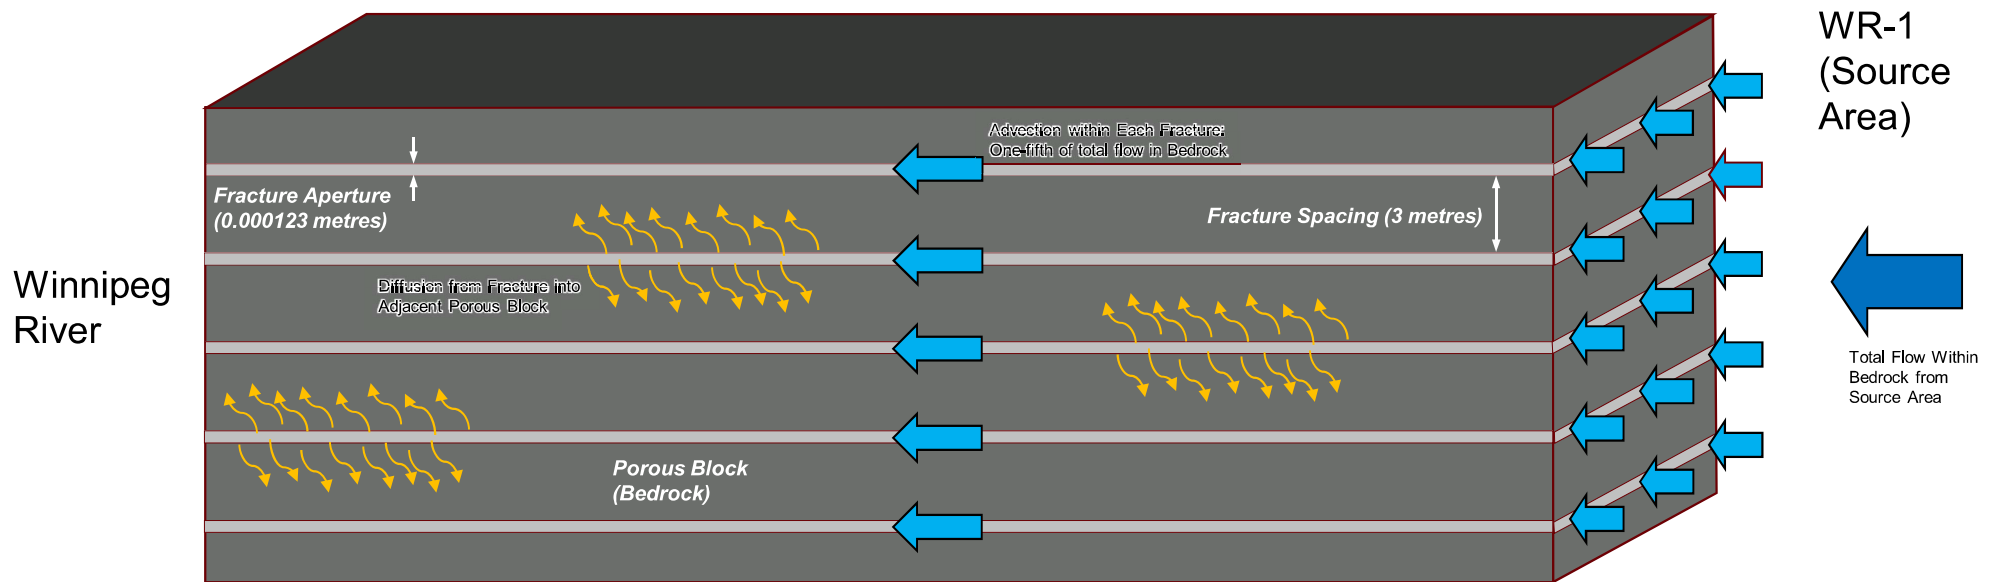 WR-1
(Source
Area)
Advection within Each Fracture:
One-fifth of total flow in Bedrock
Fracture Aperture
(0.000123 metres)
Fracture Spacing (3 metres)
Winnipeg
River
Diffusion from Fracture into
Adjacent Porous Block
Total Flow Within
Bedrock from
Source Area
Porous Block
(Bedrock)